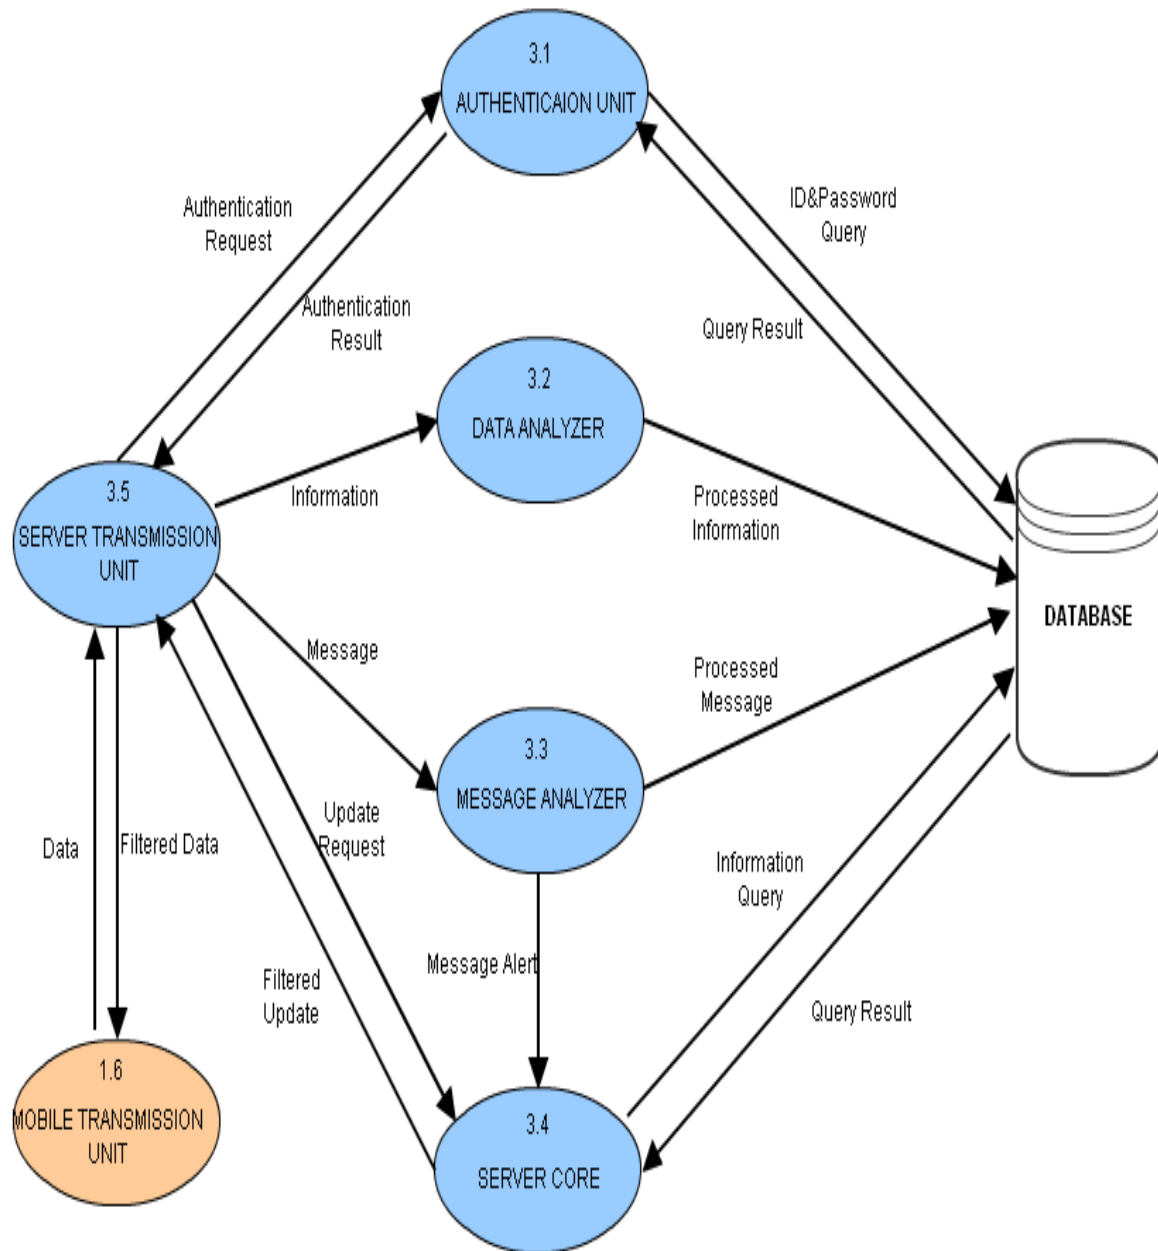 3.1
AUTHENTICAION UNIT
Authentication
Request
ID&Password
Query
Authentication
Result
Query Result
3.2
DATA ANALYZER
3.5
SERVER TRANSMISSION
UNIT
Information
Processed
Information
DATABASE
Message
Processed
Message
3.3
MESSAGE ANALYZER
Data
Filtered Data
Update
Request
Information
Query
Message Alert
Filtered
Update
Query Result
1.6
MOBILE TRANSMISSION
UNIT
3.4
SERVER CORE